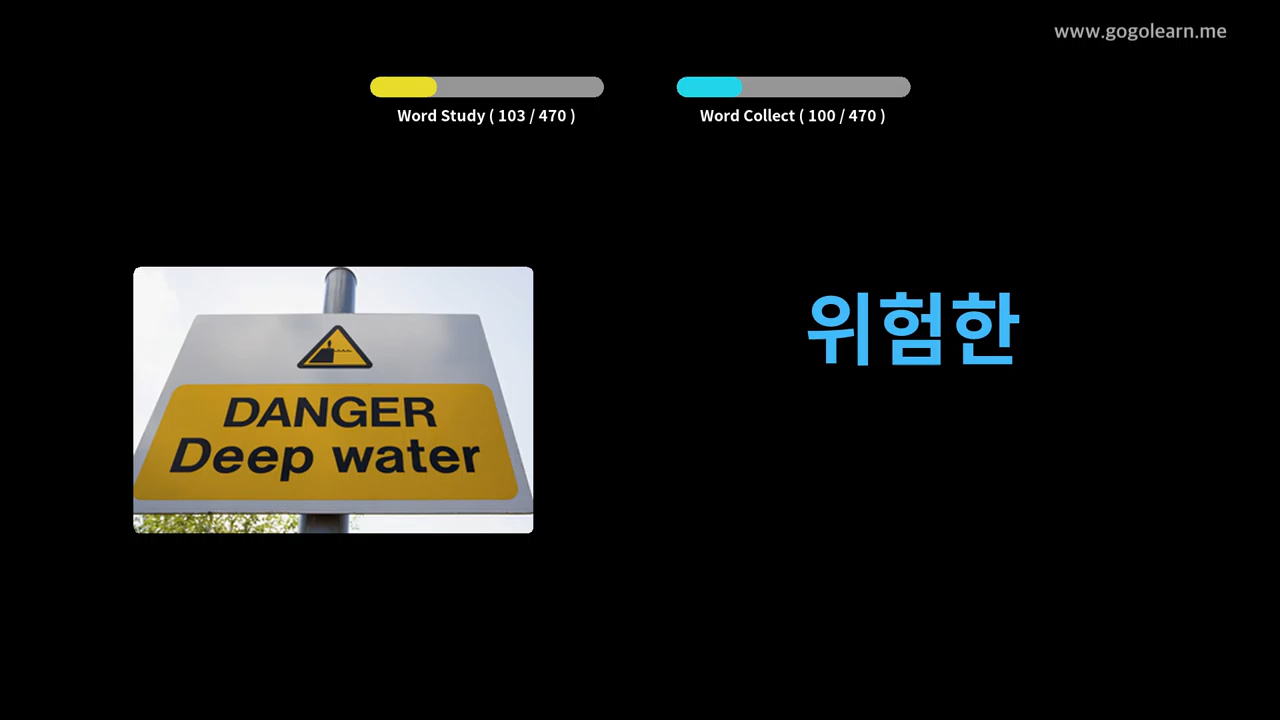 www.gogolearn.me
Word Study ( 103 / 470 )
Word Collect ( 100 / 470 )
DANGER
Deep water
위험한